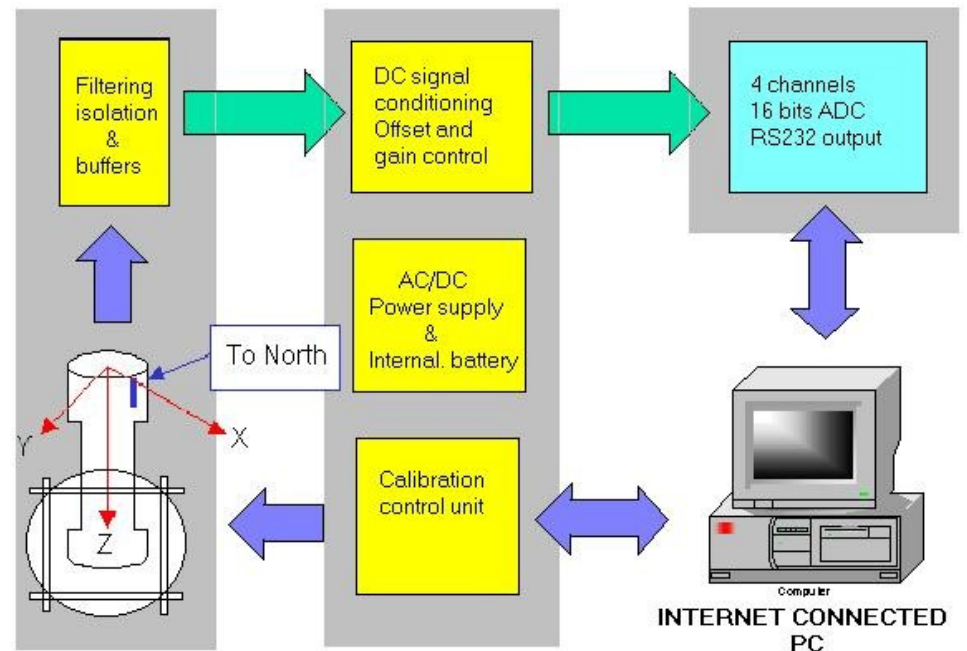 Filtering
isolation
&
buffers
DC signal
conditioning
Offset and
gain control
4 channels
16 bits ADC
RS232 output
AC/DC
Power supply
&
Internal. battery
To North
Y
X
Z
Calibration
control unit
Computer
INTERNET CONNECTED
PC